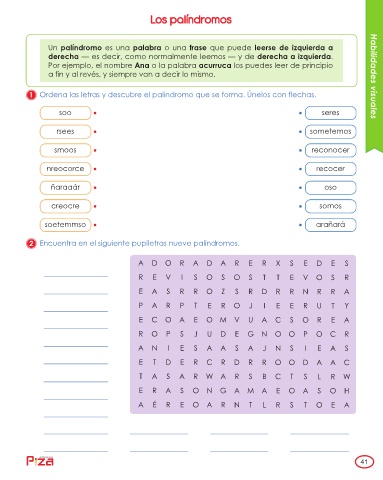 Los palíndromos
Un palíndromo es una palabra o una frase que puede leerse de izquierda a
derecha — es decir, como normalmente leemos — y de derecha a izquierda.
Por ejemplo, el nombre Ana o la palabra acurruca los puedes leer de principio
a fin y al revés, y siempre van a decir lo mismo.
Habilidades visuales
1 Ordena las letras y descubre el palíndromo que se forma. Únelos con flechas.
soo • • seres
rsees • • sometemos
smoos • • reconocer
nreocorce • • recocer
ñaraaár • • oso
creocre • • somos
soetemmso • • arañará
2 Encuentra en el siguiente pupiletras nueve palíndromos.
A D O R A D A R E R X S E D E S
R E V I S O S O S T T E V O S R
E A S R R O Z S R D R R N R R A
P A R P T E R O J I E E R U T Y
E C O A E O M V U A C S O R E A
R O P S J U D E G N O O P O C R
A N I E S A A S A J N S I E A S
E T D E R C R D R R O O D A A C
T A S A R W A R S B C T S L R W
E R A S O N G A M A E O A S O H
A É R E O A R N T L R S T O E A
Piza
41